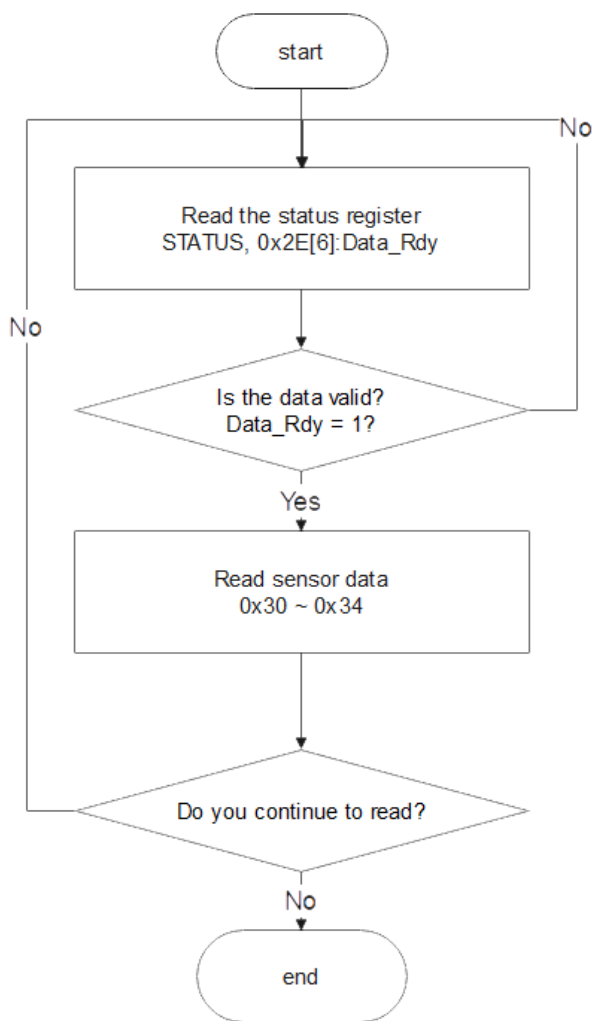 start
No
Read the status register
STATUS, 0x2E[6]:Data_Rdy
No
Is the data valid?
Data_Rdy = 1?
Yes
Read sensor data
0x30 ~ 0x34
Do you continue to read?
No
end